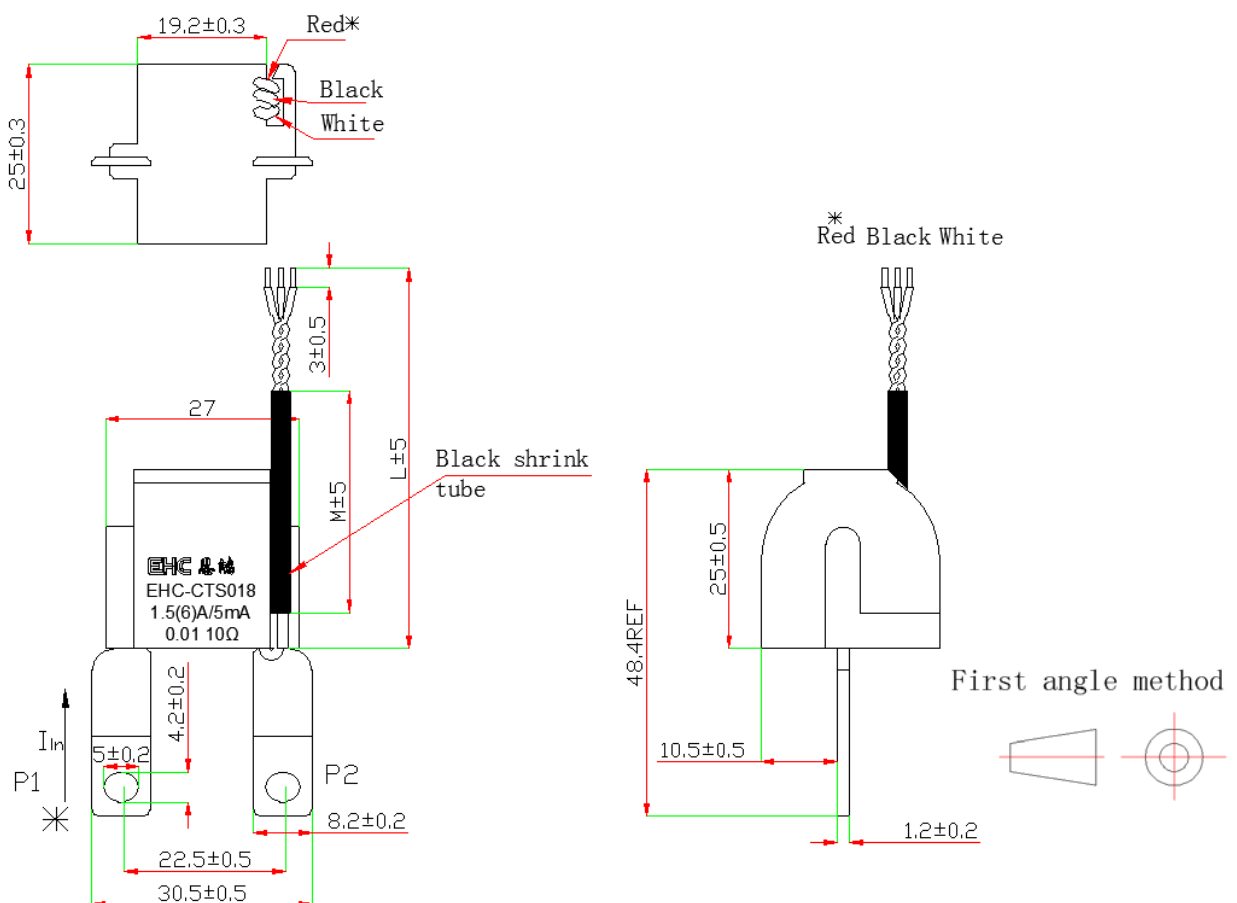 19.2±0.3
Red*
Black
White
25±0.3
* 
Red Black White
3±0.5
27
L±5
M±5
Black shrink
tube
EHC 思协
EHC-CTS018
1.5(6)A/5mA
0.01 10Ω
25±0.5
48.4REF
First angle method
4.2±0.2
IIn
5±0.2
P1
P2
*
10.5±0.5
8.2±0.2
1.2±0.2
22.5±0.5
30.5±0.5